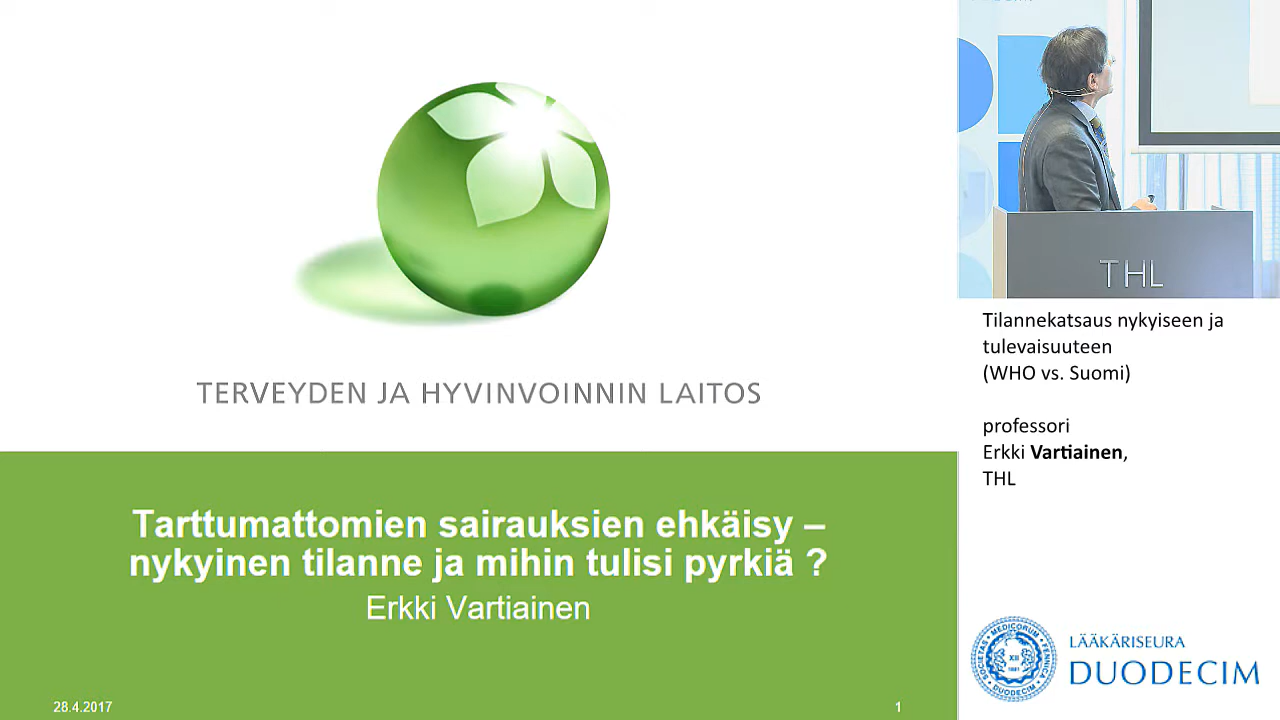 TERVEYDEN JA HYVINVOINNIN LAITOS
Tarttumattomien sairauksien ehkäisy –
nykyinen tilanne ja mihin tulisi pyrkiä ?
Erkki Vartiainen
28.4.2017
1
THL
Tilannekatsaus nykyiseen ja
tulevaisuuteen
(WHO vs. Suomi)
professori
Erkki Vartiainen,
THL
LÄÄKÄRISEURA
DUODECIM